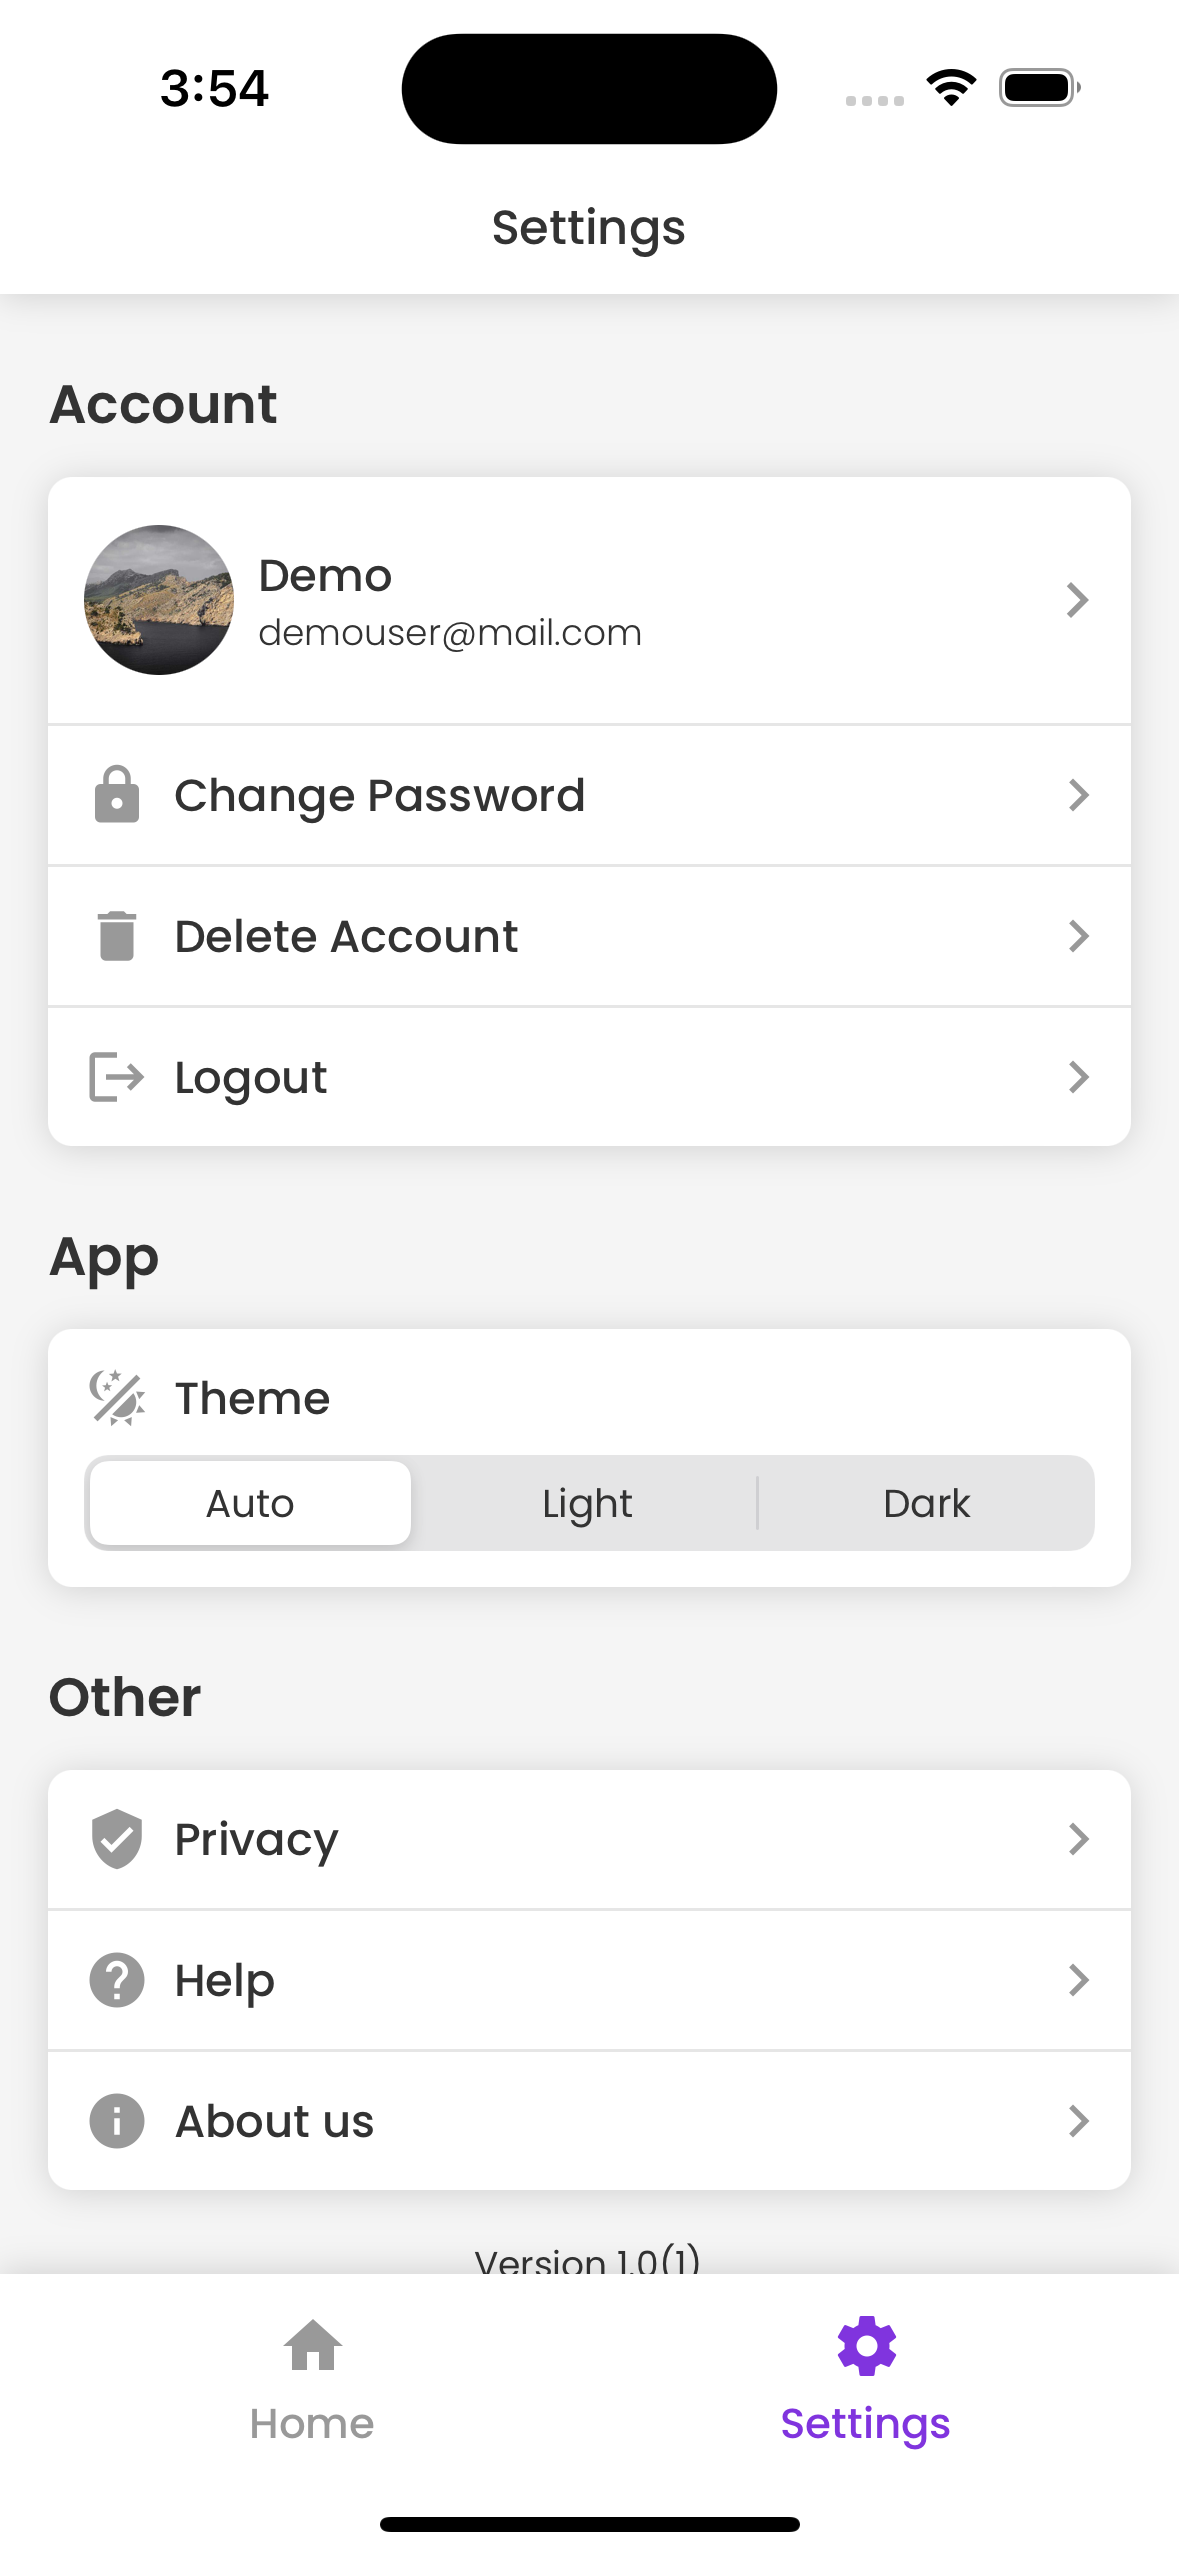 3:54
Settings
Account
Demo
demouser@mail.com
Change Password
Delete Account
Logout
App
Theme
Auto Light Dark
Other
Privacy
Help
About us
Version 1.0(1)
Home Settings